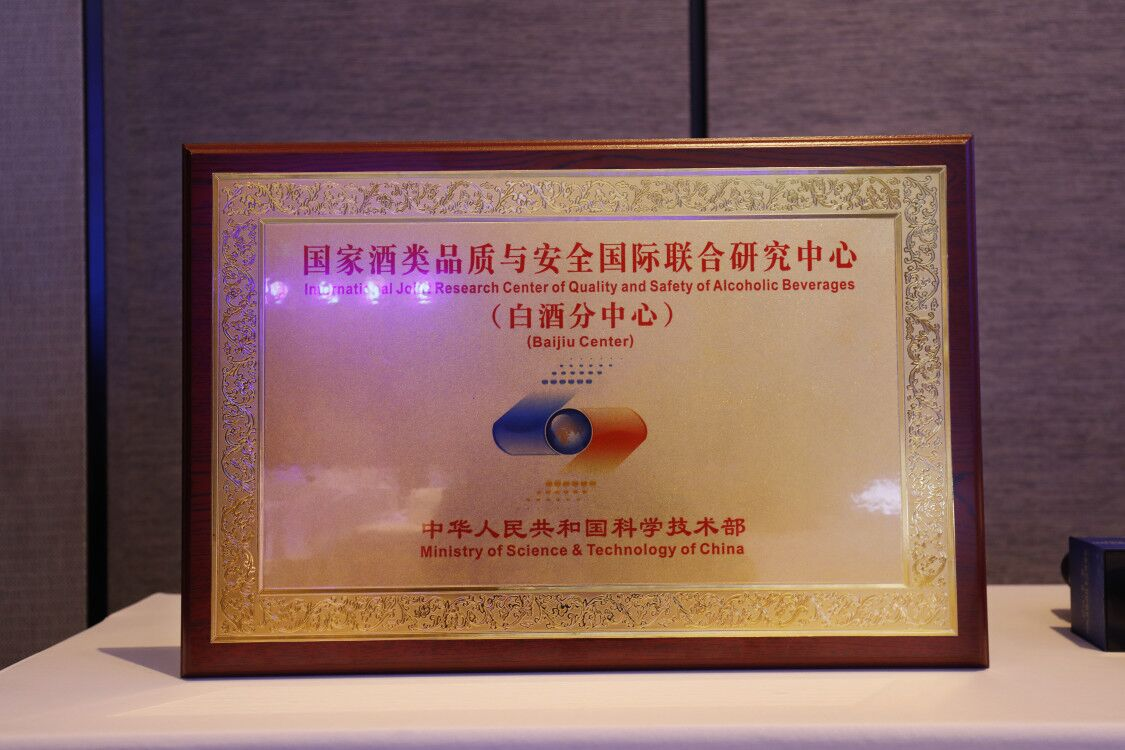 国家酒类品质与安全国际联合研究中心
International Joint Research Center of Quality and Safety of Alcoholic Beverages
（白酒分中心）
(Baijiu Center)
中华人民共和国科学技术部
Ministry of Science & Technology of China